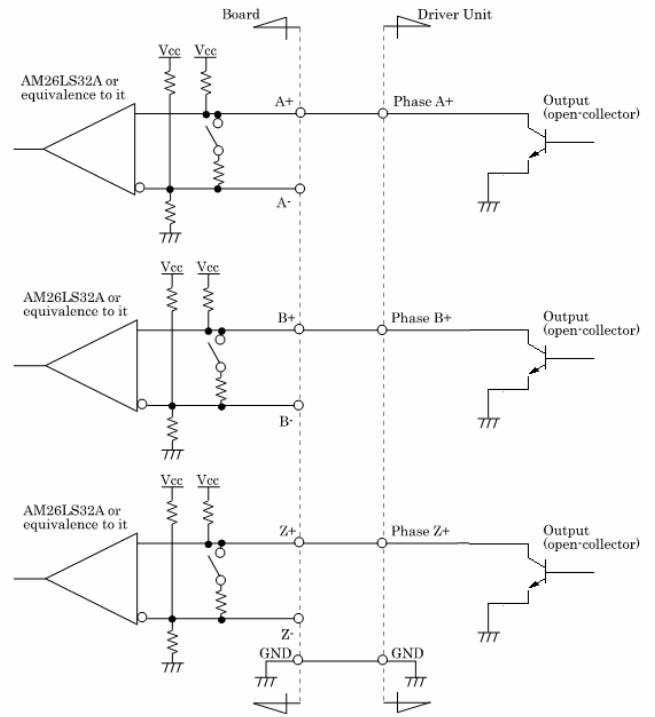 Board
Driver Unit
Vcc
Vcc
AM26LS32A or
equivalence to it
A+
Phase A+
Output
(open-collector)
A-
Vcc
Vcc
AM26LS32A or
equivalence to it
B+
Phase B+
Output
(open-collector)
B-
Vcc
Vcc
AM26LS32A or
equivalence to it
Z+
Phase Z+
Output
(open-collector)
Z-
GND
GND